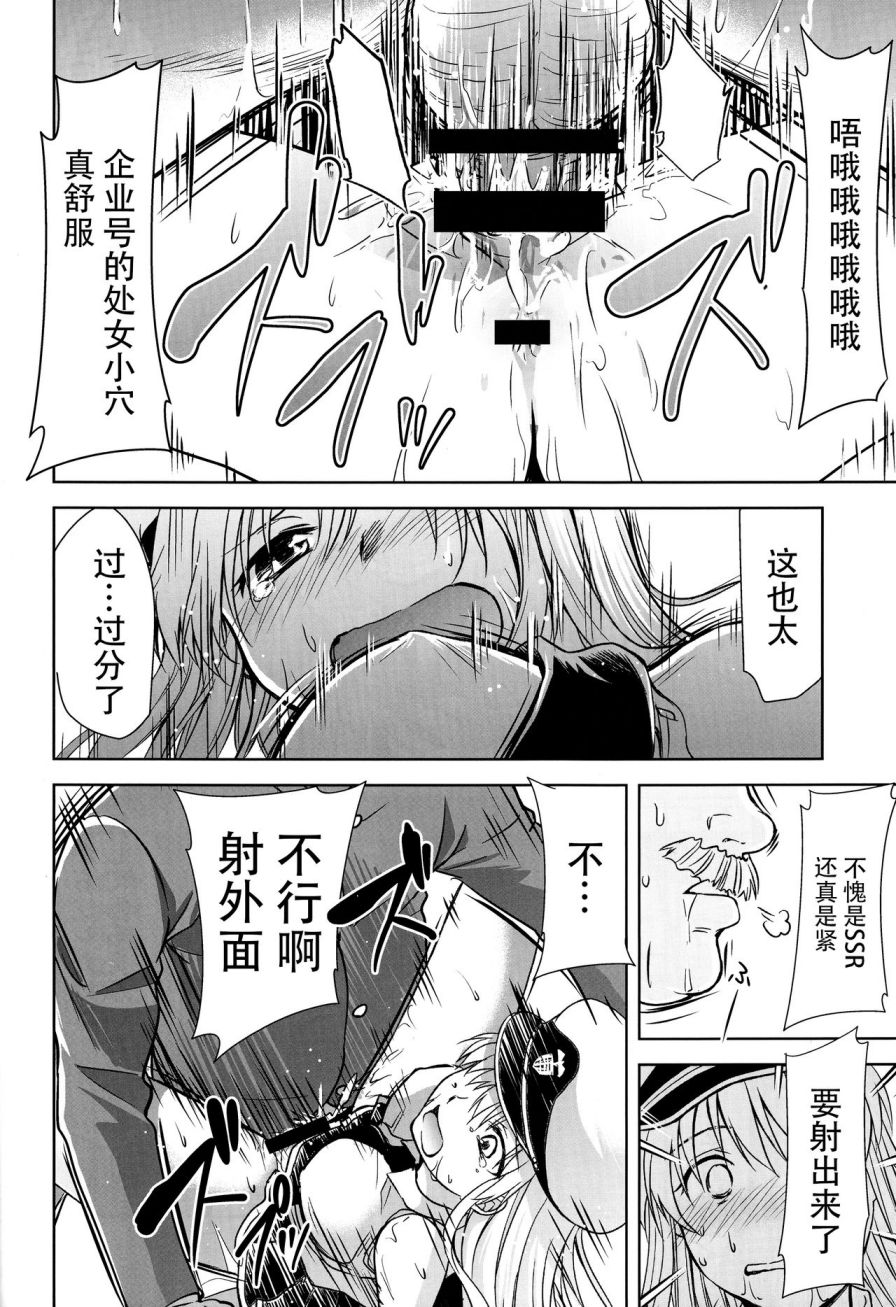 唔哦哦哦哦哦哦
企业号的处女小穴
真舒服
这也太
过…过分了
不愧是SSR
还真是紧
ふ
要射出来了
不…
不行啊
射外面